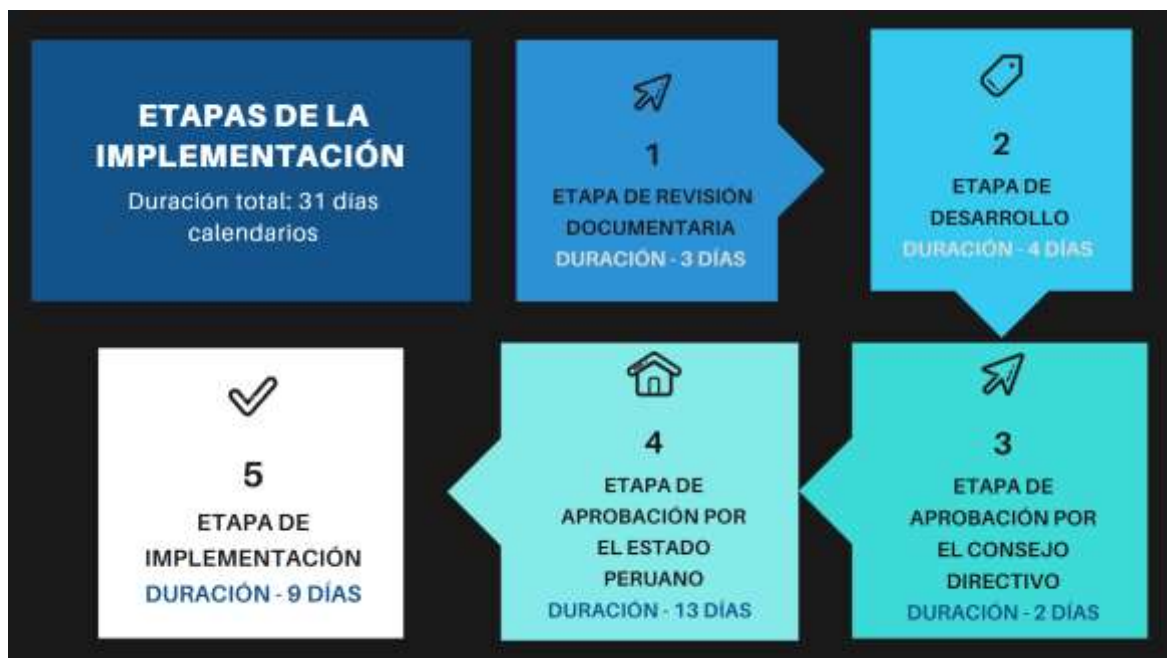 ETAPAS DE LA
IMPLEMENTACIÓN
Duración total: 31 días
calendarios
1
ETAPA DE REVISIÓN
DOCUMENTARIA
DURACIÓN - 3 DÍAS
2
ETAPA DE
DESARROLLO
DURACIÓN - 4 DÍAS
3
ETAPA DE
APROBACIÓN POR
EL CONSEJO
DIRECTIVO
DURACIÓN - 2 DÍAS
4
ETAPA DE
APROBACIÓN POR
EL ESTADO
PERUANO
DURACIÓN - 13 DÍAS
5
ETAPA DE
IMPLEMENTACIÓN
DURACIÓN - 9 DÍAS